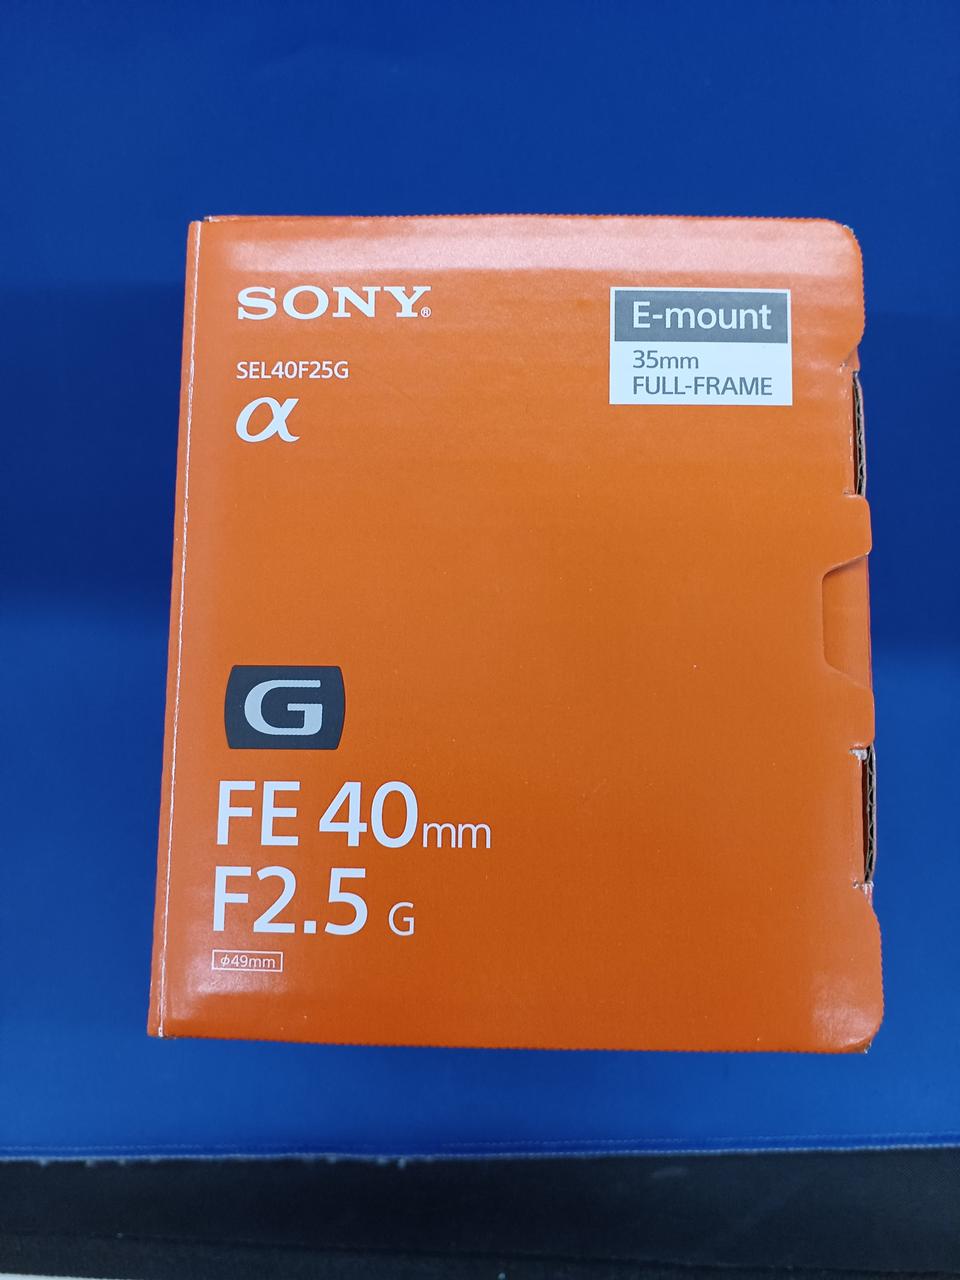 SONY®
E-mount
35mm
FULL-FRAME
SEL40F25G
α
G
FE 40mm
F2.5 G
ϕ49mm